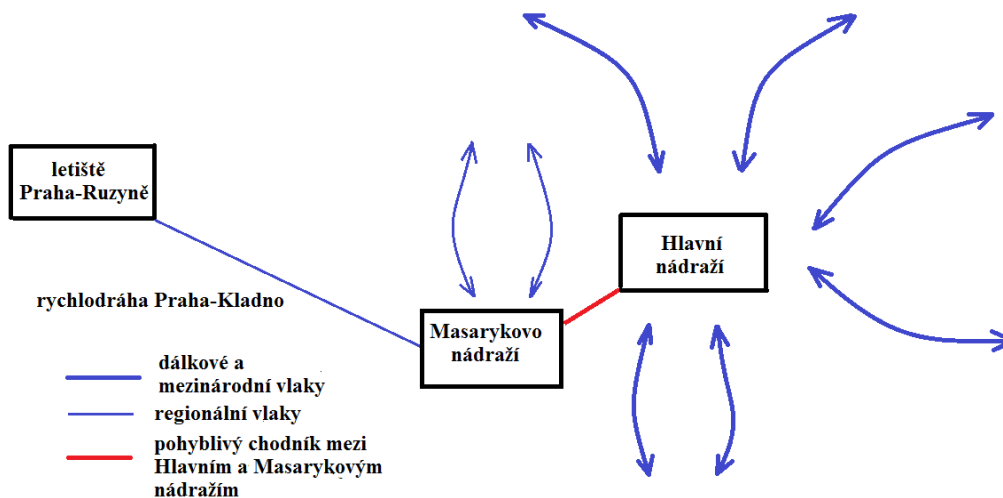 letiště
Praha-Ruzyně
Hlavní
nádraží
rychlodráha Praha-Kladno
Masarykovo
nádraží
dálkové a
mezinárodní vlaky
regionální vlaky
pohyblivý chodník mezi
Hlavním a Masarykovým
nádražím